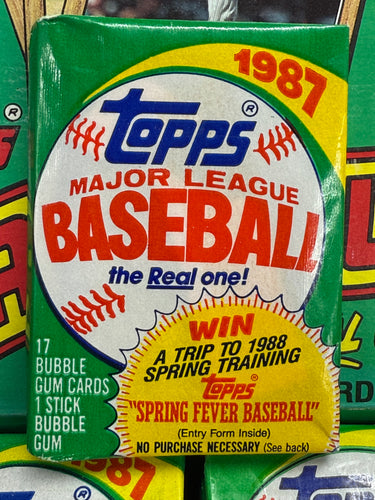 1987
Topps®
MAJOR LEAGUE
BASEBALL
the Real one!®
17
BUBBLE
GUM CARDS
1 STICK
BUBBLE
GUM
WIN
A TRIP TO 1988
SPRING TRAINING
Topps
"SPRING FEVER BASEBALL"
(Entry Form Inside)
NO PURCHASE NECESSARY (See back)
1987